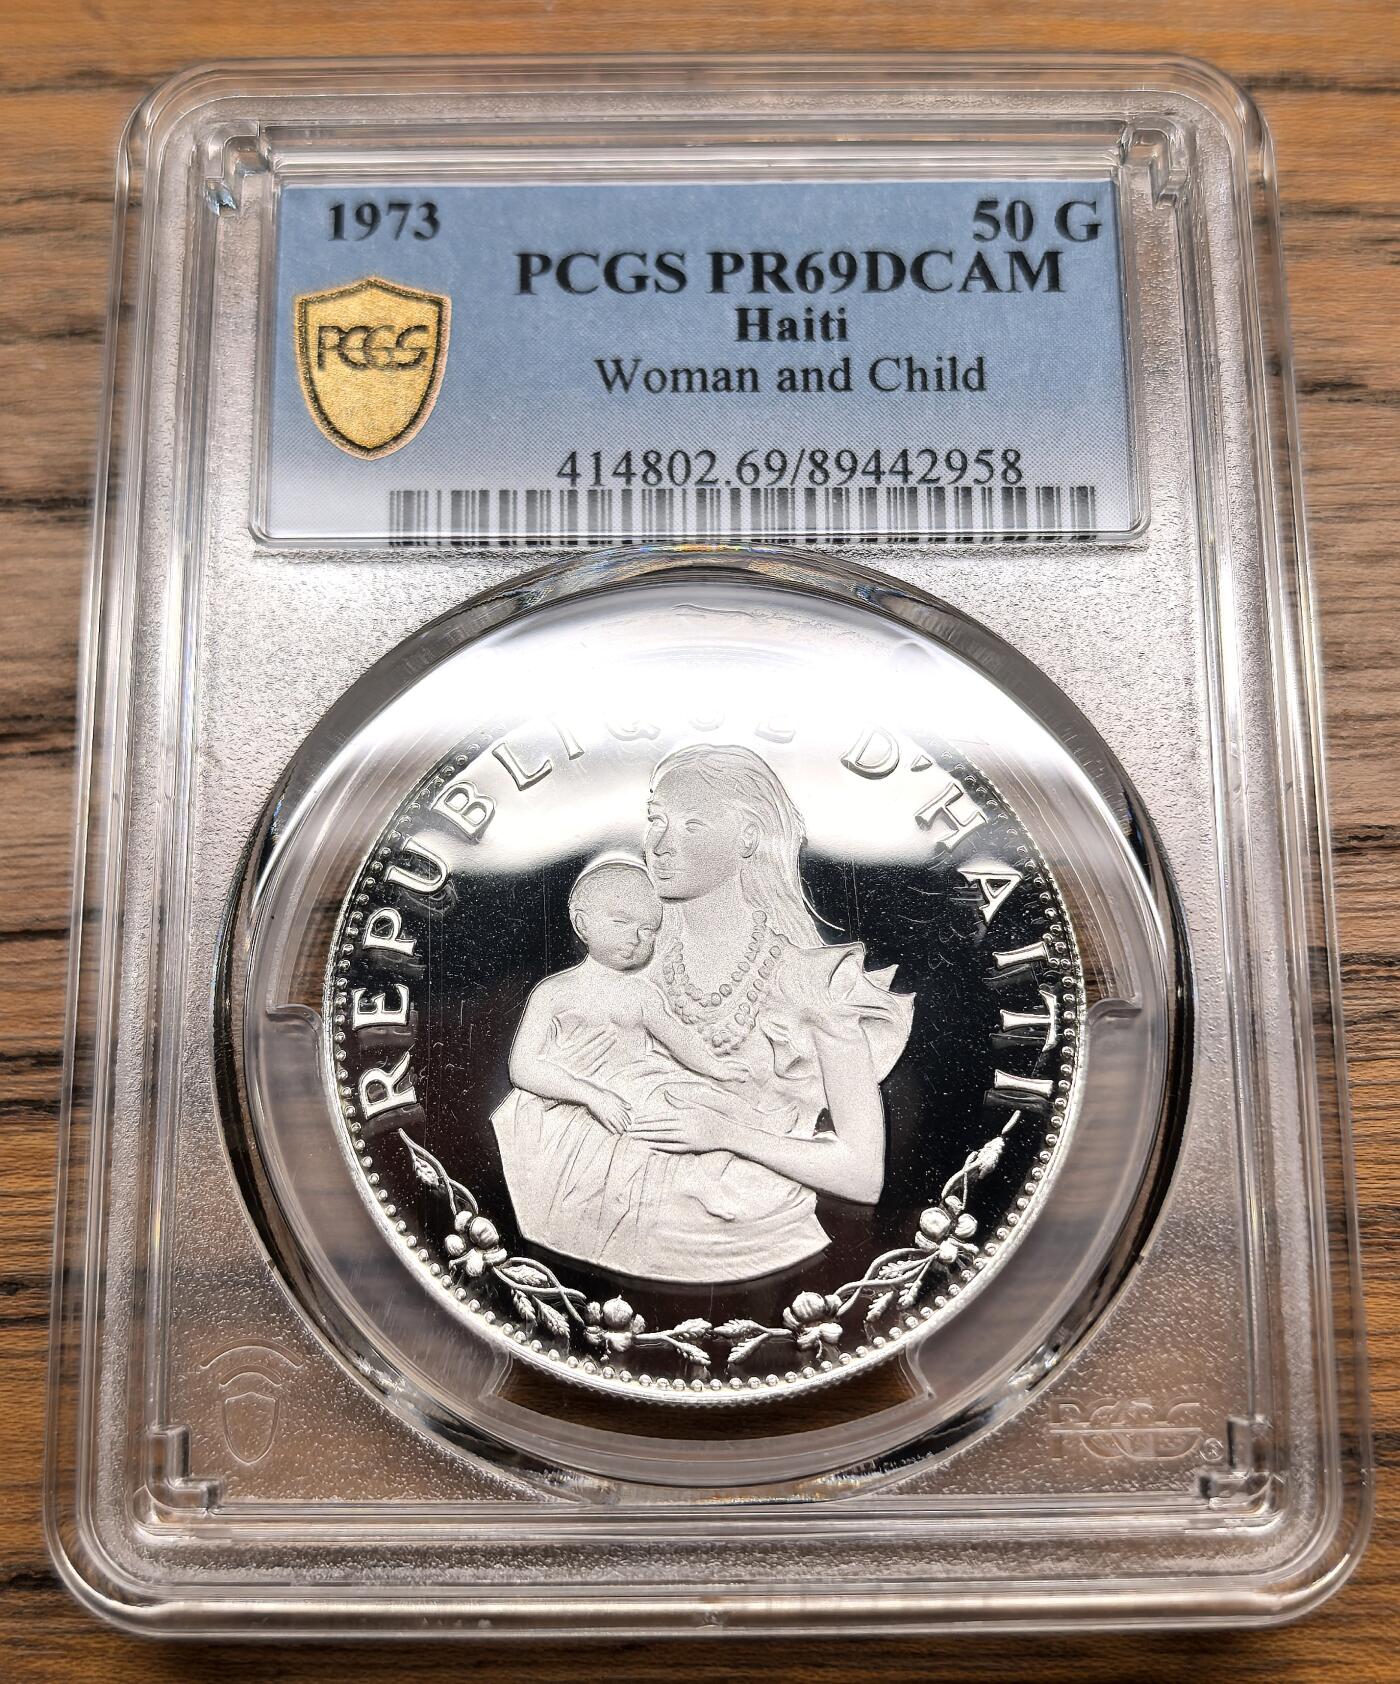 1973
50 G
PCGS PR69DCAM
Haiti
PCGS
Woman and Child
414802.69/89442958
REPUBLIQUE D'HAITI
PCGS